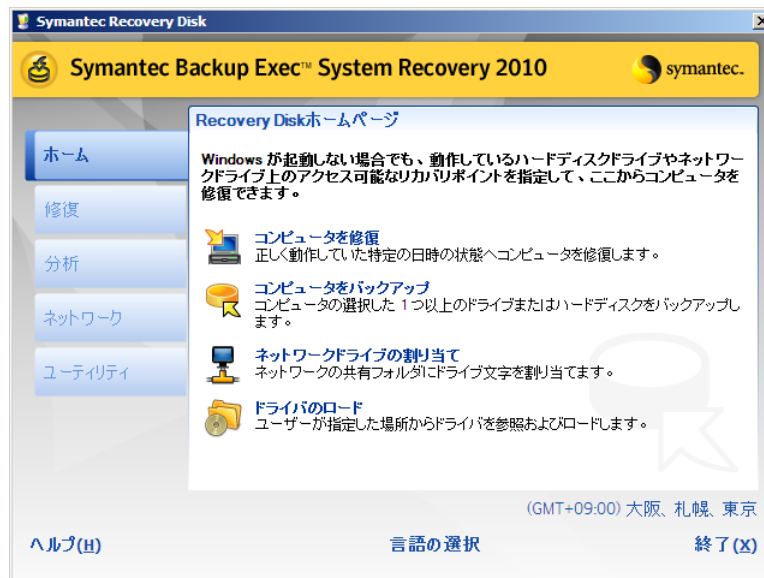 Symantec Recovery Disk
Symantec Backup Exec™ System Recovery 2010
symantec.
Recovery Diskホームページ
ホーム
修復
分析
ネットワーク
ユーティリティ
Windows が起動しない場合でも、動作しているハードディスクドライブやネットワー
クドライブ上のアクセス可能なリカバリポイントを指定して、ここからコンピュータを
修復できます。
コンピュータを修復
正しく動作していた特定の日時の状態へコンピュータを修復します。
コンピュータをバックアップ
コンピュータの選択した 1つ以上のドライブまたはハードディスクをバックアップし
ます。
ネットワークドライブの割り当て
ネットワークの共有フォルダにドライブ文字を割り当てます。
ドライバのロード
ユーザーが指定した場所からドライバを参照およびロードします。
(GMT+09:00) 大阪、札幌、東京
ヘルプ(H)
言語の選択
終了(X)